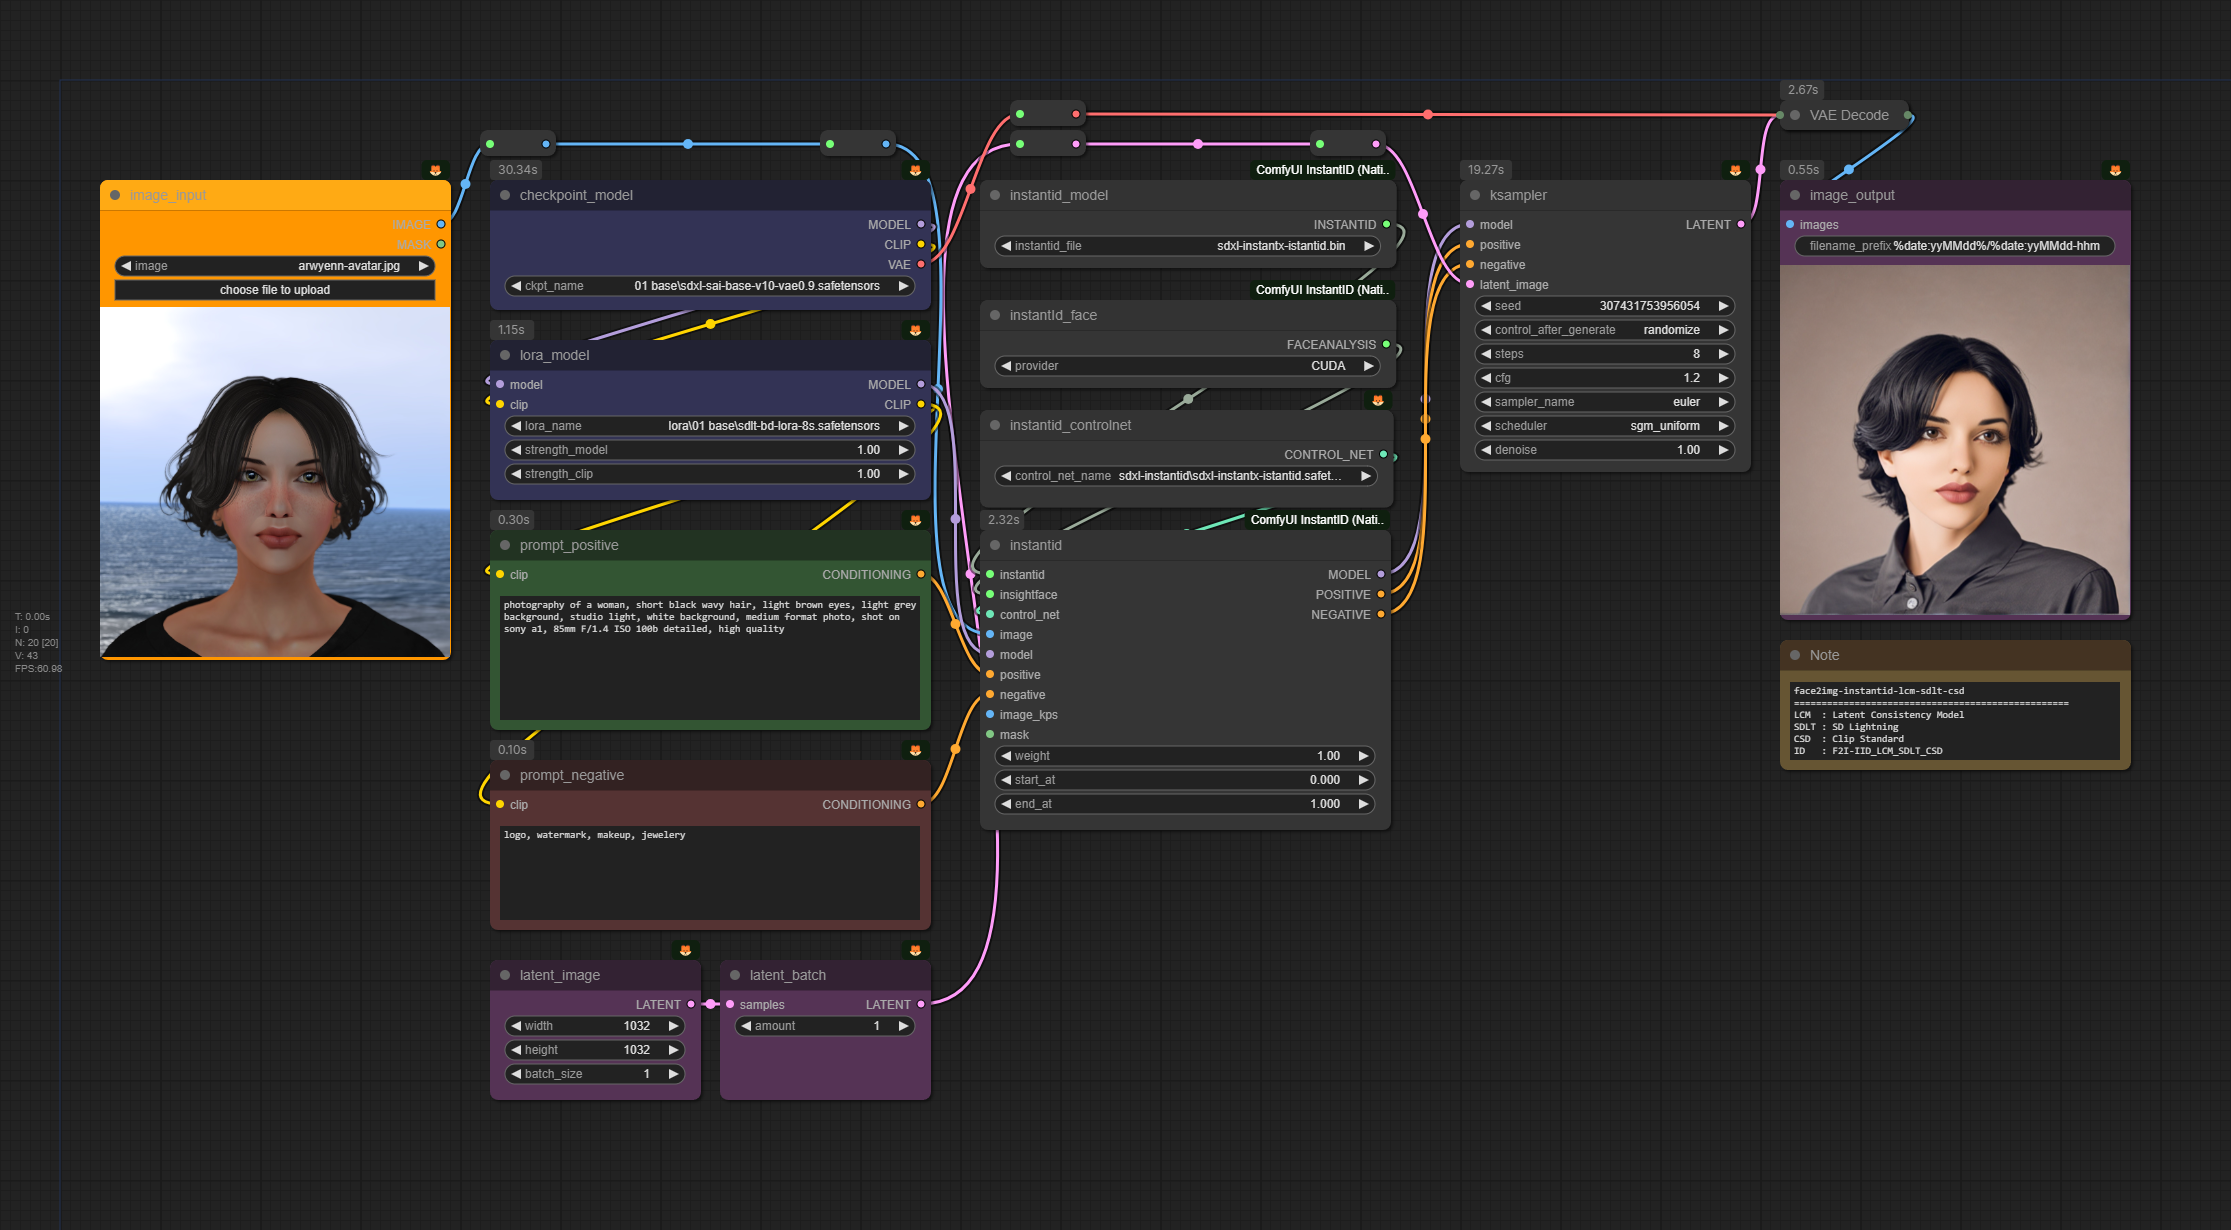 image_input
IMAGE
MASK
image arwyenn-avatar.jpg
choose file to upload
T: 0.00s
I: 0
N: 20 [20]
V: 43
FPS:60.98
30.34s
checkpoint_model
MODEL
CLIP
VAE
ckpt_name 01 base\sdxl-sai-base-v10-vae0.9.safetensors
1.15s
lora_model
model MODEL
clip CLIP
lora_name lora\01 base\sdlt-bd-lora-8s.safetensors
strength_model 1.00
strength_clip 1.00
0.30s
prompt_positive
clip CONDITIONING
photography of a woman, short black wavy hair, light brown eyes, light grey
background, studio light, white background, medium format photo, shot on
sony a1, 85mm F/1.4 ISO 100b detailed, high quality
0.10s
prompt_negative
clip CONDITIONING
logo, watermark, makeup, jewelery
latent_image
LATENT
width 1032
height 1032
batch_size 1
latent_batch
samples LATENT
amount 1
ComfyUI InstantID (Nati..
instantid_model
INSTANTID
instantid_file sdxl-instantx-istantid.bin
ComfyUI InstantID (Nati..
instantId_face
FACEANALYSIS
provider CUDA
instantid_controlnet
CONTROL_NET
control_net_name sdxl-instantid\sdxl-instantx-istantid.safet...
2.32s
ComfyUI InstantID (Nati..
instantid
instantid MODEL
insightface POSITIVE
control_net NEGATIVE
image
model
positive
negative
image_kps
mask
weight 1.00
start_at 0.000
end_at 1.000
19.27s
ksampler
model LATENT
positive
negative
latent_image
seed 307431753956054
control_after_generate randomize
steps 8
cfg 1.2
sampler_name euler
scheduler sgm_uniform
denoise 1.00
2.67s
VAE Decode
0.55s
image_output
images
filename_prefix %date:yyMMdd%/%date:yyMMdd-hhm
Note
face2img-instantid-lcm-sdlt-csd
==============================================
LCM : Latent Consistency Model
SDLT : SD Lightning
CSD : Clip Standard
ID : F2I-IID_LCM_SDLT_CSD